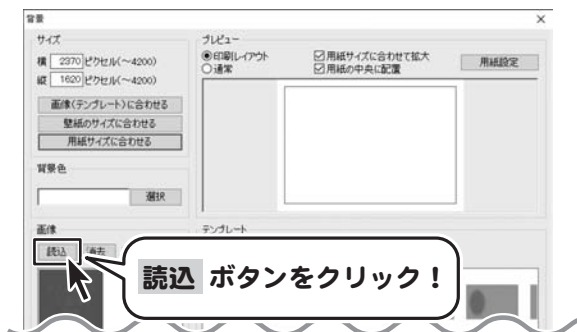 背景
サイズ
横 2370 ピクセル(～4200)
縦 1620 ピクセル(～4200)
画像(テンプレート)に合わせる
壁紙のサイズに合わせる
用紙サイズに合わせる
背景色
選択
画像
読込 消去
プレビュー
印刷レイアウト
通常
用紙サイズに合わせて拡大
用紙の中央に配置
用紙設定
テンプレート
読込 ボタンをクリック！